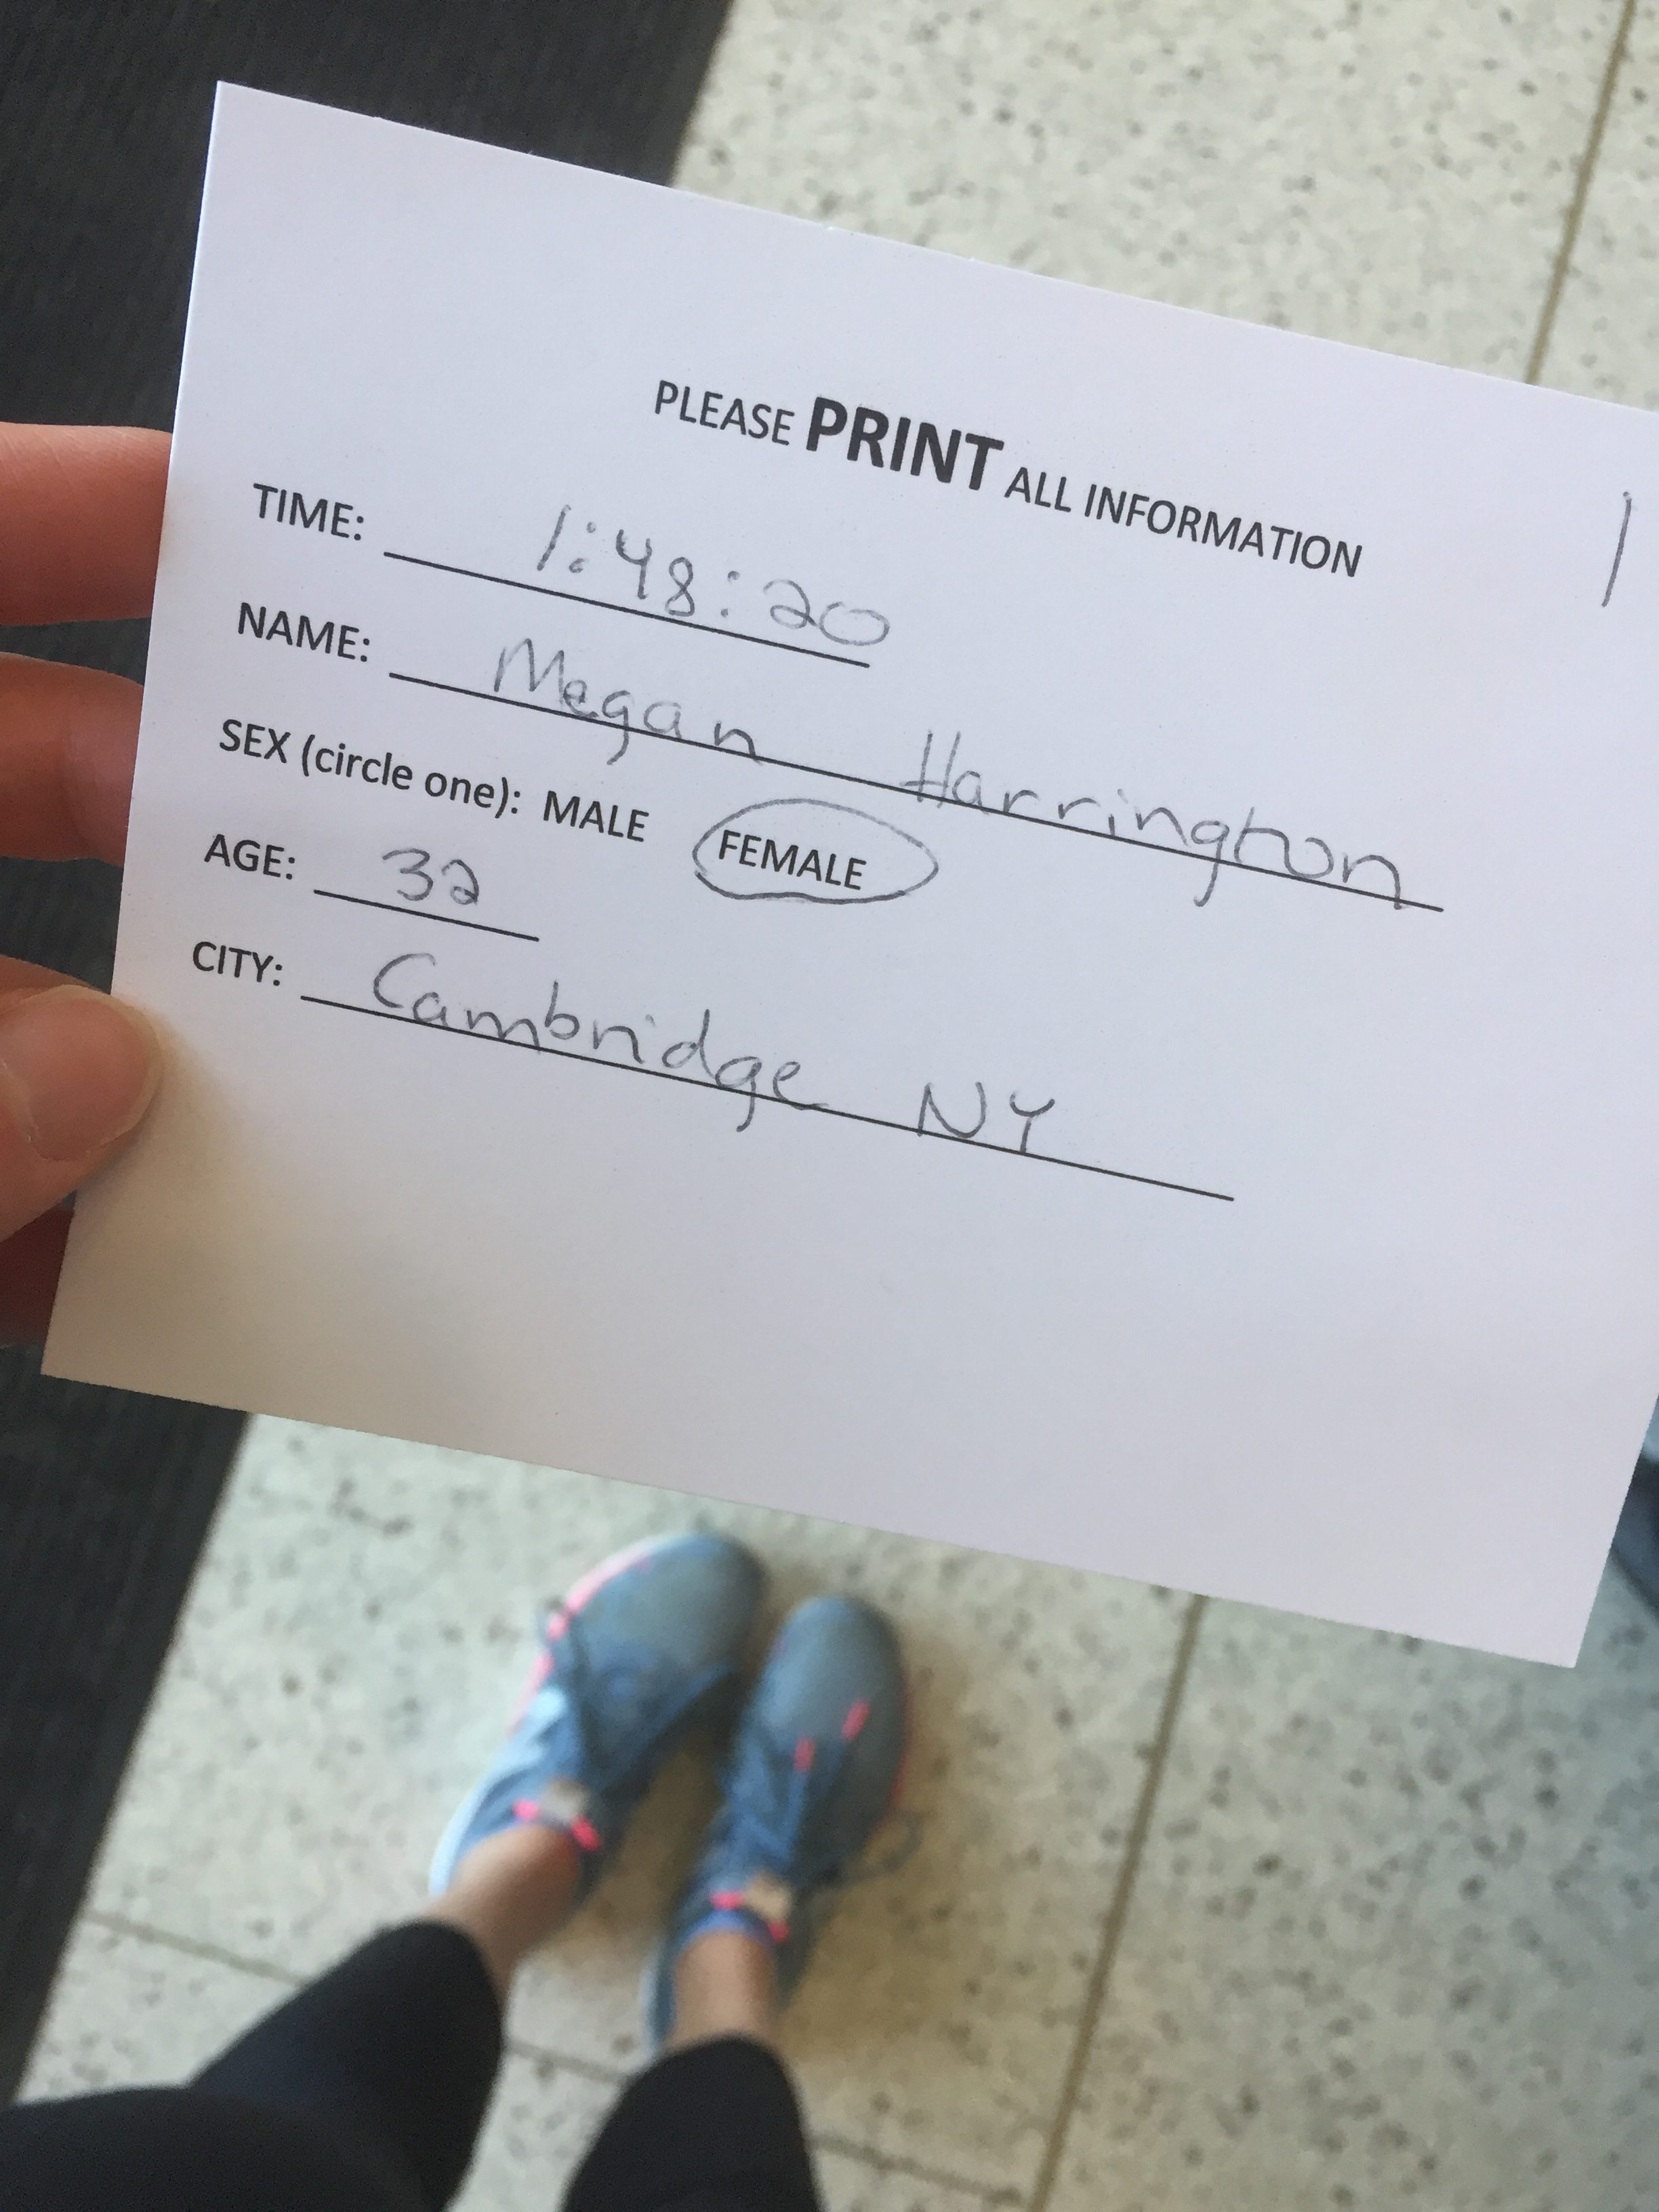 PLEASE PRINT ALL INFORMATION
TIME: 1:48:20
NAME: Megan Harrington
SEX (circle one): MALE FEMALE
AGE: 32
CITY: Cambridge NY